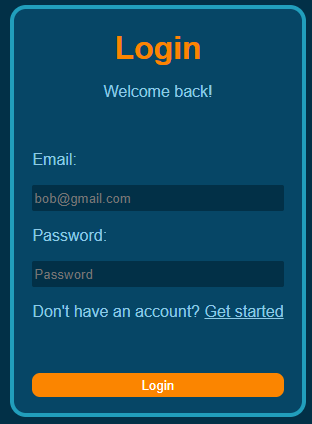 Login
Welcome back!
Email:
bob@gmail.com
Password:
Password
Don't have an account? Get started
Login